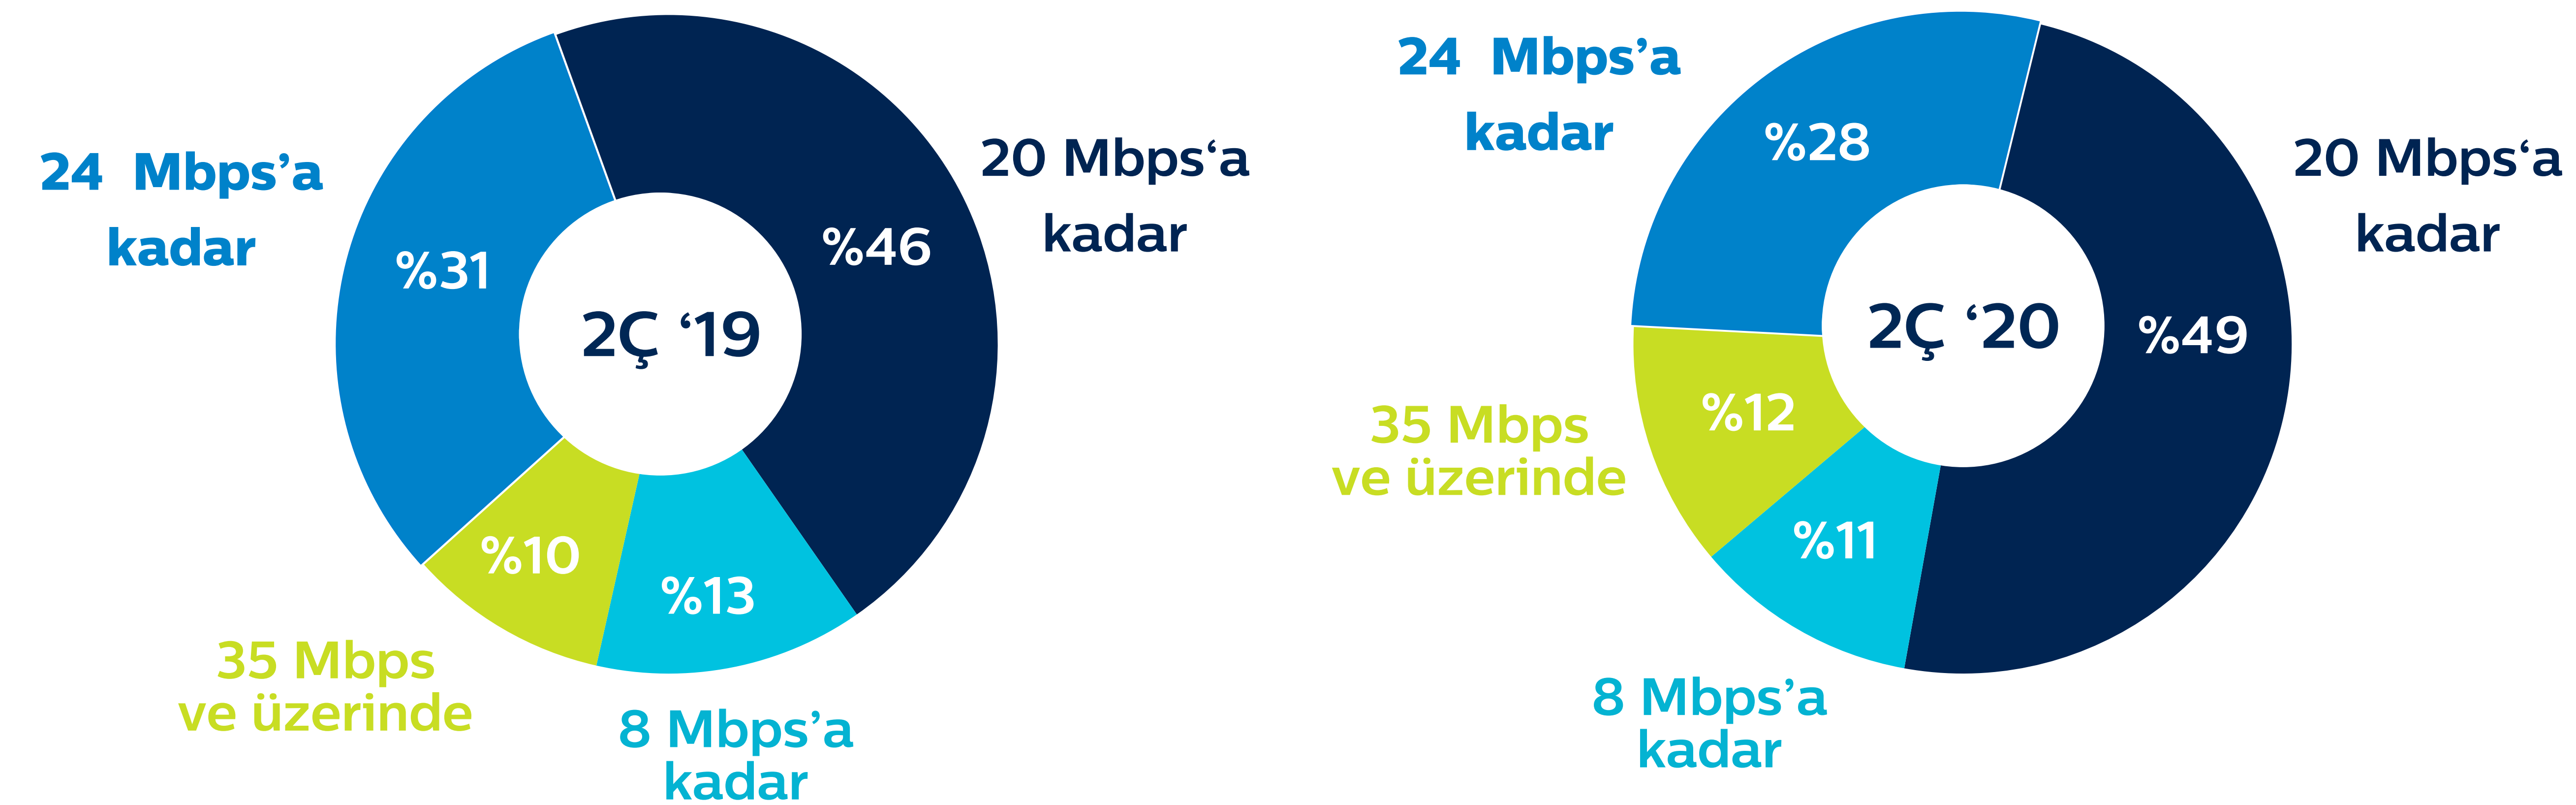 24 Mbps’a
kadar
%31
2Ç ‘19
%46
20 Mbps‘a
kadar
%10
%13
35 Mbps
ve üzerinde
8 Mbps’a
kadar
24 Mbps’a
kadar
%28
20 Mbps‘a
kadar
2Ç ‘20
%49
35 Mbps
ve üzerinde
%12
%11
8 Mbps’a
kadar